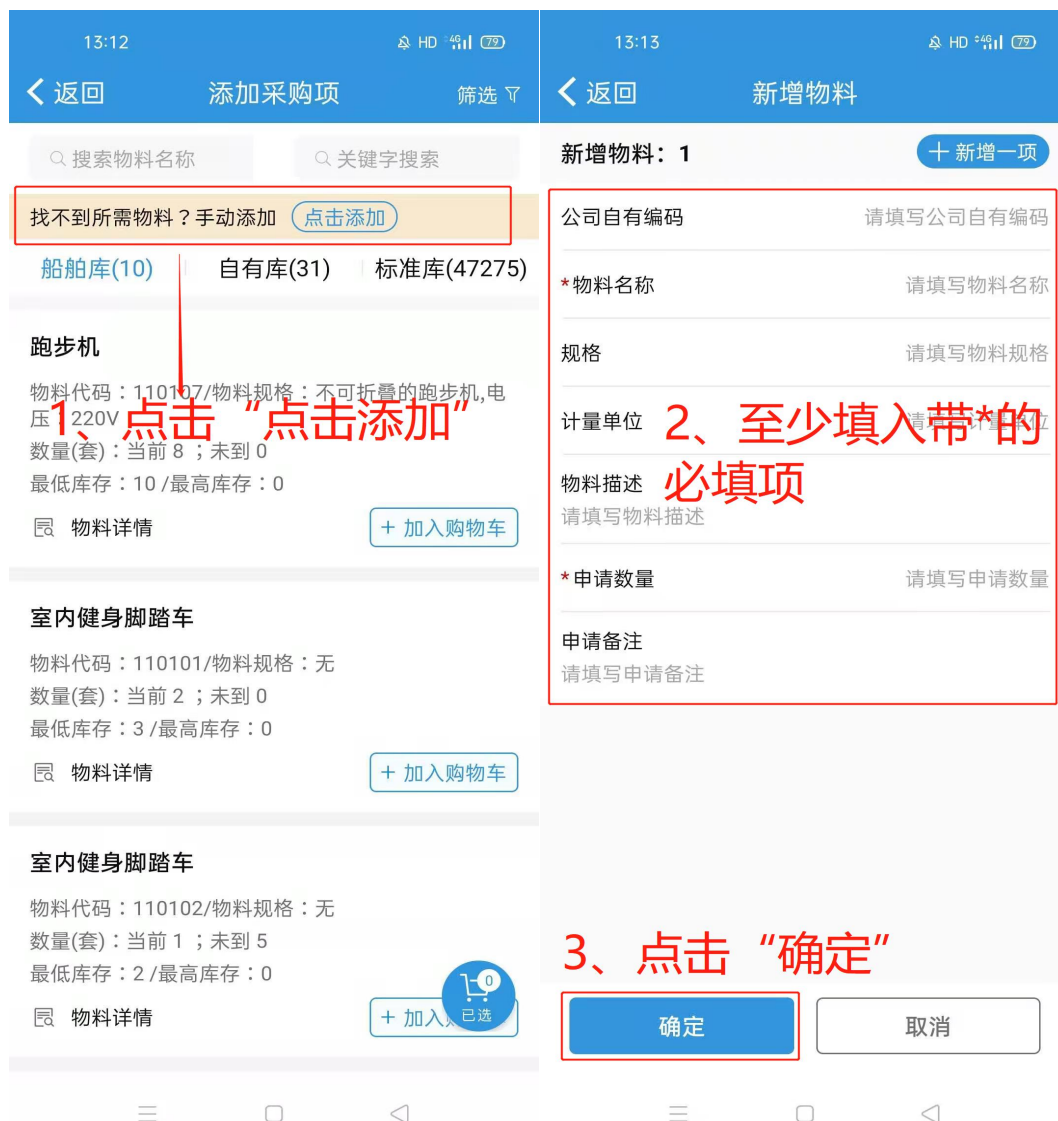 13:12
HD 4G 79
返回
添加采购项
筛选
搜索物料名称
关键字搜索
找不到所需物料？手动添加
点击添加
船舶库(10)
自有库(31)
标准库(47275)
跑步机
物料代码：110107/物料规格：不可折叠的跑步机,电
压：220V
1、点击“点击添加”
数量(套)：当前 8 ；未到 0
最低库存：10 /最高库存：0
物料详情
+ 加入购物车
室内健身脚踏车
物料代码：110101/物料规格：无
数量(套)：当前 2 ；未到 0
最低库存：3 /最高库存：0
物料详情
+ 加入购物车
室内健身脚踏车
物料代码：110102/物料规格：无
数量(套)：当前 1 ；未到 5
最低库存：2 /最高库存：0
物料详情
+ 加入
0
已选
13:13
HD 4G 79
返回
新增物料
新增物料：1
+ 新增一项
公司自有编码
请填写公司自有编码
*物料名称
请填写物料名称
规格
请填写物料规格
计量单位
请填写计量单位
2、至少填入带*的
必填项
物料描述
请填写物料描述
*申请数量
请填写申请数量
申请备注
请填写申请备注
3、点击“确定”
确定
取消